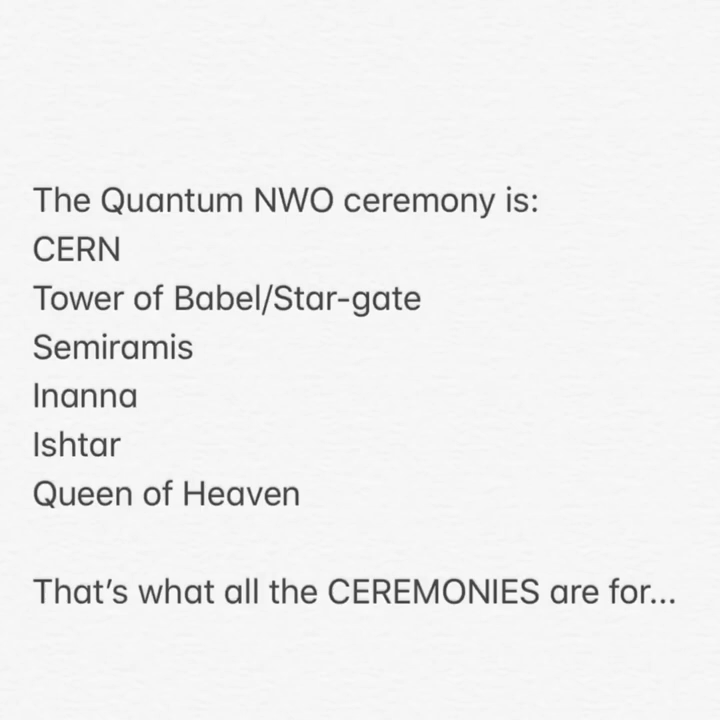 The Quantum NWO ceremony is:
CERN
Tower of Babel/Star-gate
Semiramis
Inanna
Ishtar
Queen of Heaven
That's what all the CEREMONIES are for...